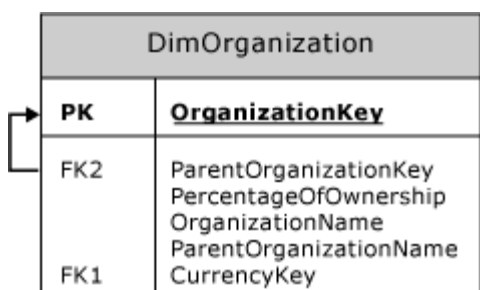 DimOrganization
PK OrganizationKey
FK2 ParentOrganizationKey
PercentageOfOwnership
OrganizationName
ParentOrganizationName
FK1 CurrencyKey